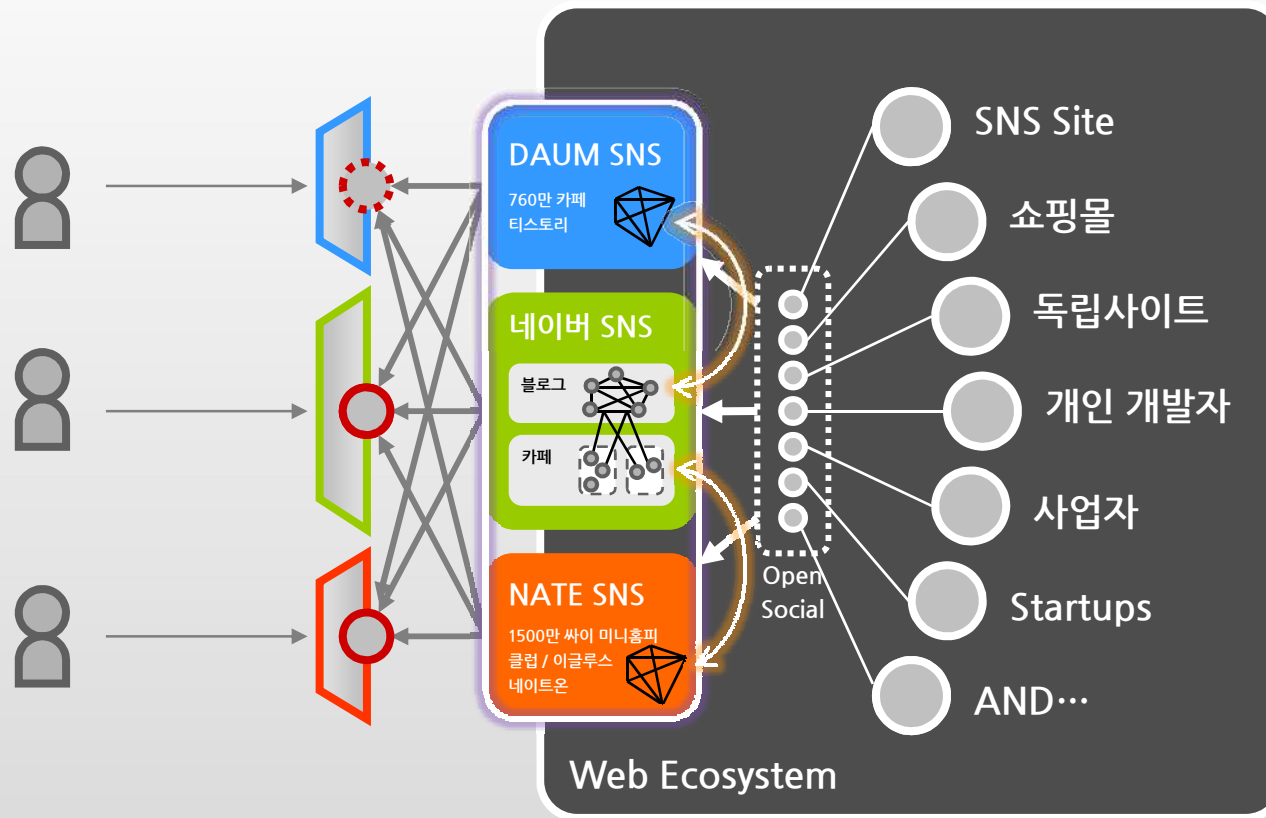 DAUM SNS
760만 카페
티스토리
네이버 SNS
블로그
카페
NATE SNS
1500만 싸이 미니홈피
클럽 / 이글루스
네이트온
Open
Social
SNS Site
쇼핑몰
독립사이트
개인 개발자
사업자
Startups
AND…
Web Ecosystem